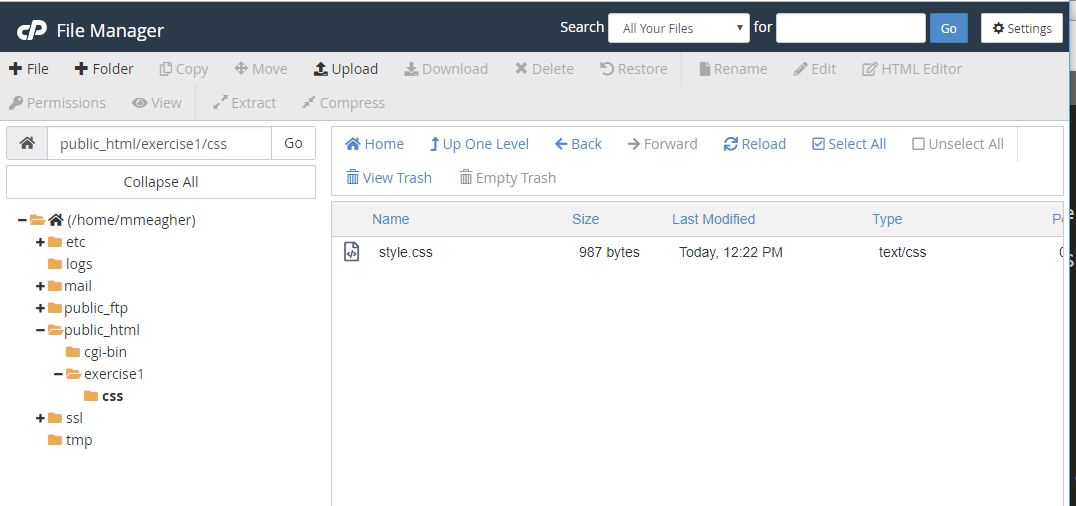 cP File Manager Search All Your Files for Go Settings
File Folder Copy Move Upload Download Delete Restore Rename Edit HTML Editor
Permissions View Extract Compress
public_html/exercise1/css Go
Collapse All
(/home/mmeagher)
etc
logs
mail
public_ftp
public_html
cgi-bin
exercise1
css
ssl
tmp
Home Up One Level Back Forward Reload Select All Unselect All
View Trash Empty Trash
Name Size Last Modified Type
style.css 987 bytes Today, 12:22 PM text/css